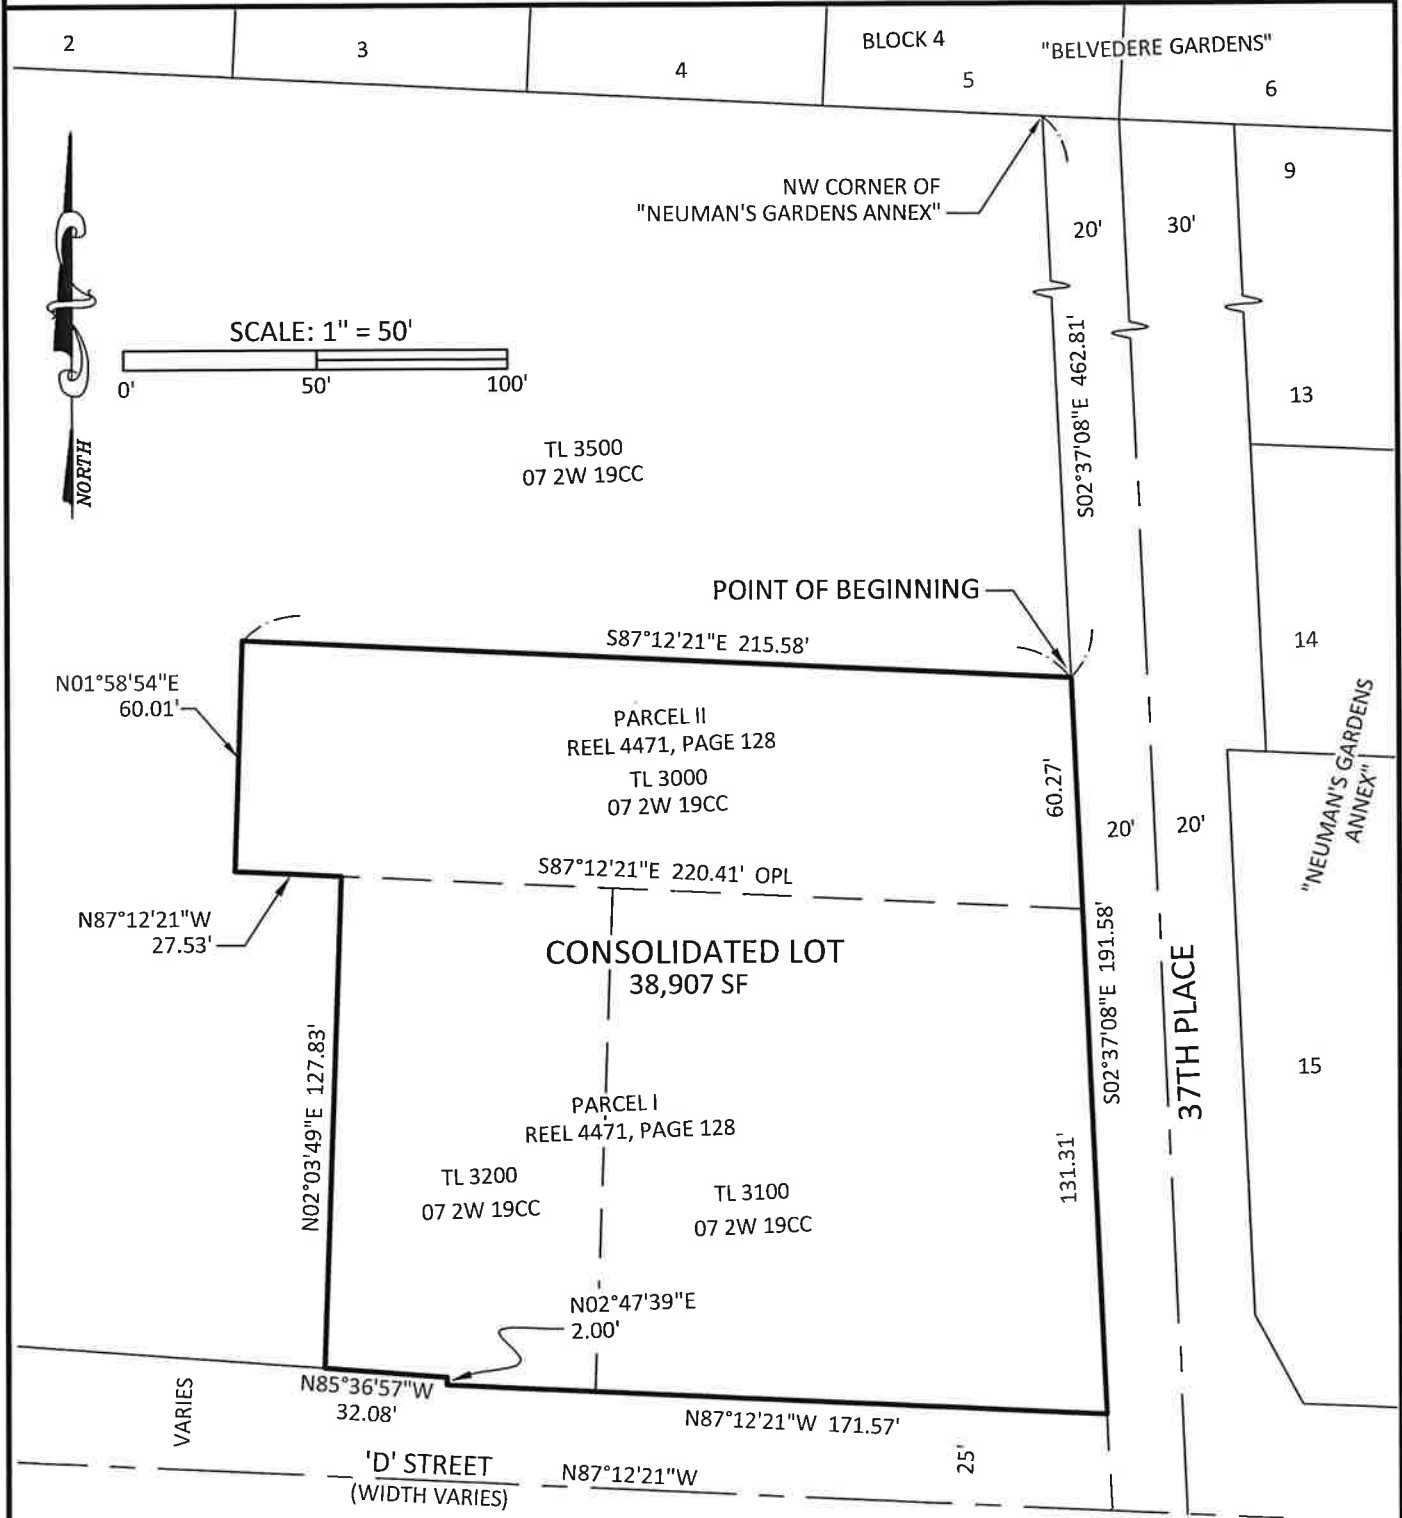 2
3
4
BLOCK 4
5
"BELVEDERE GARDENS"
6
NW CORNER OF
"NEUMAN'S GARDENS ANNEX"
20'
30'
9
SCALE: 1" = 50'
0'
50'
100'
NORTH
S02°37'08"E 462.81'
13
TL 3500
07 2W 19CC
POINT OF BEGINNING
14
S87°12'21"E 215.58'
N01°58'54"E
60.01'
PARCEL II
REEL 4471, PAGE 128
TL 3000
07 2W 19CC
60.27'
20'
20'
"NEUMAN'S GARDENS
ANNEX"
S87°12'21"E 220.41' OPL
N87°12'21"W
27.53'
CONSOLIDATED LOT
38,907 SF
S02°37'08"E 191.58'
37TH PLACE
15
N02°03'49"E 127.83'
PARCEL I
REEL 4471, PAGE 128
TL 3200
07 2W 19CC
TL 3100
07 2W 19CC
131.31'
N02°47'39"E
2.00'
N85°36'57"W
32.08'
N87°12'21"W 171.57'
VARIES
25'
'D' STREET
(WIDTH VARIES)
N87°12'21"W